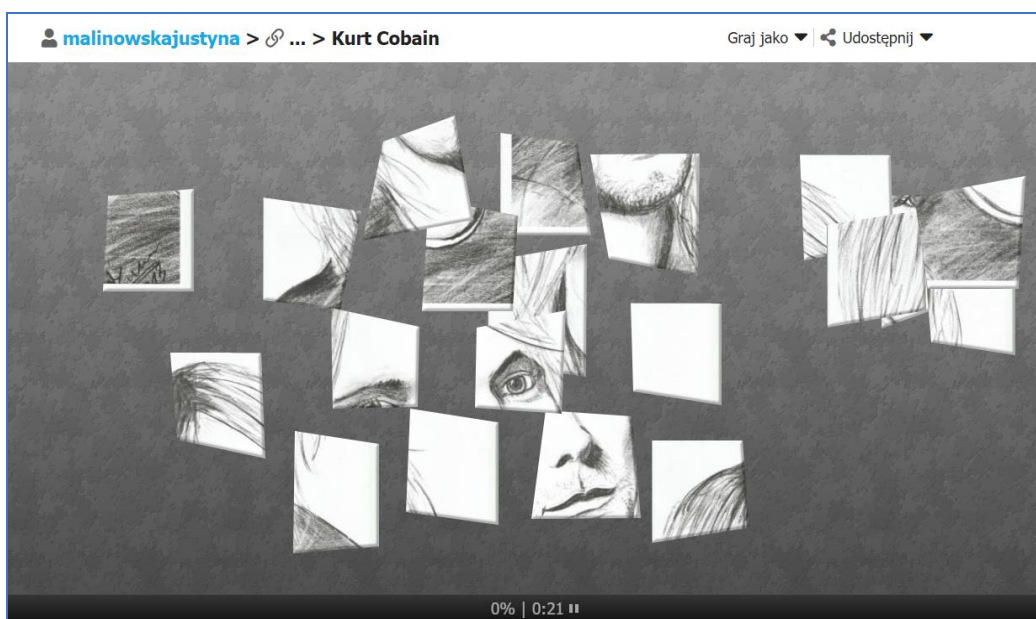 malinowskajustyna > ... > Kurt Cobain
Graj jako ▼ Udostępnij ▼
0% | 0:21